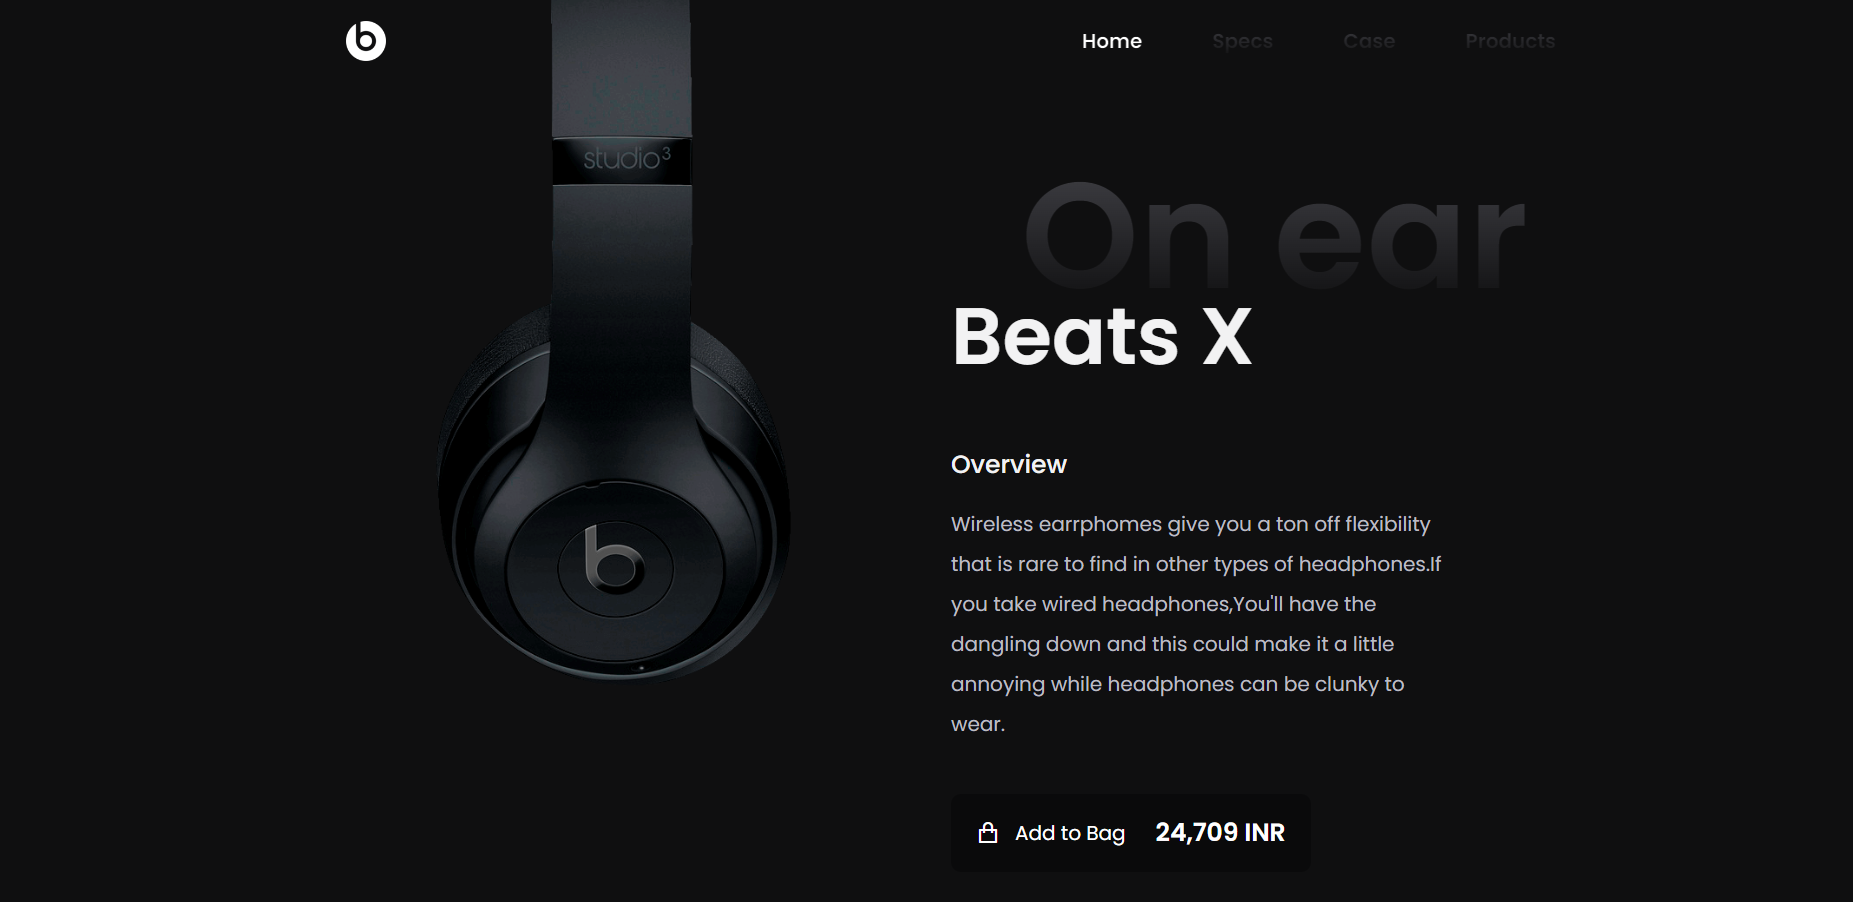 Home Specs Case Products
studio3
On ear
Beats X
Overview
Wireless earrphomes give you a ton off flexibility
that is rare to find in other types of headphones.If
you take wired headphones,You'll have the
dangling down and this could make it a little
annoying while headphones can be clunky to
wear.
Add to Bag 24,709 INR